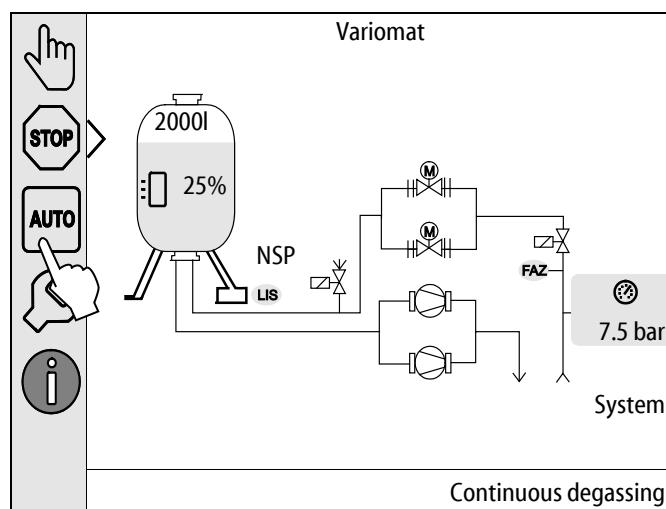 Variomat
STOP
2000l
25%
M
AUTO
M
NSP
FAZ
LIS
7.5 bar
System
i
Continuous degassing